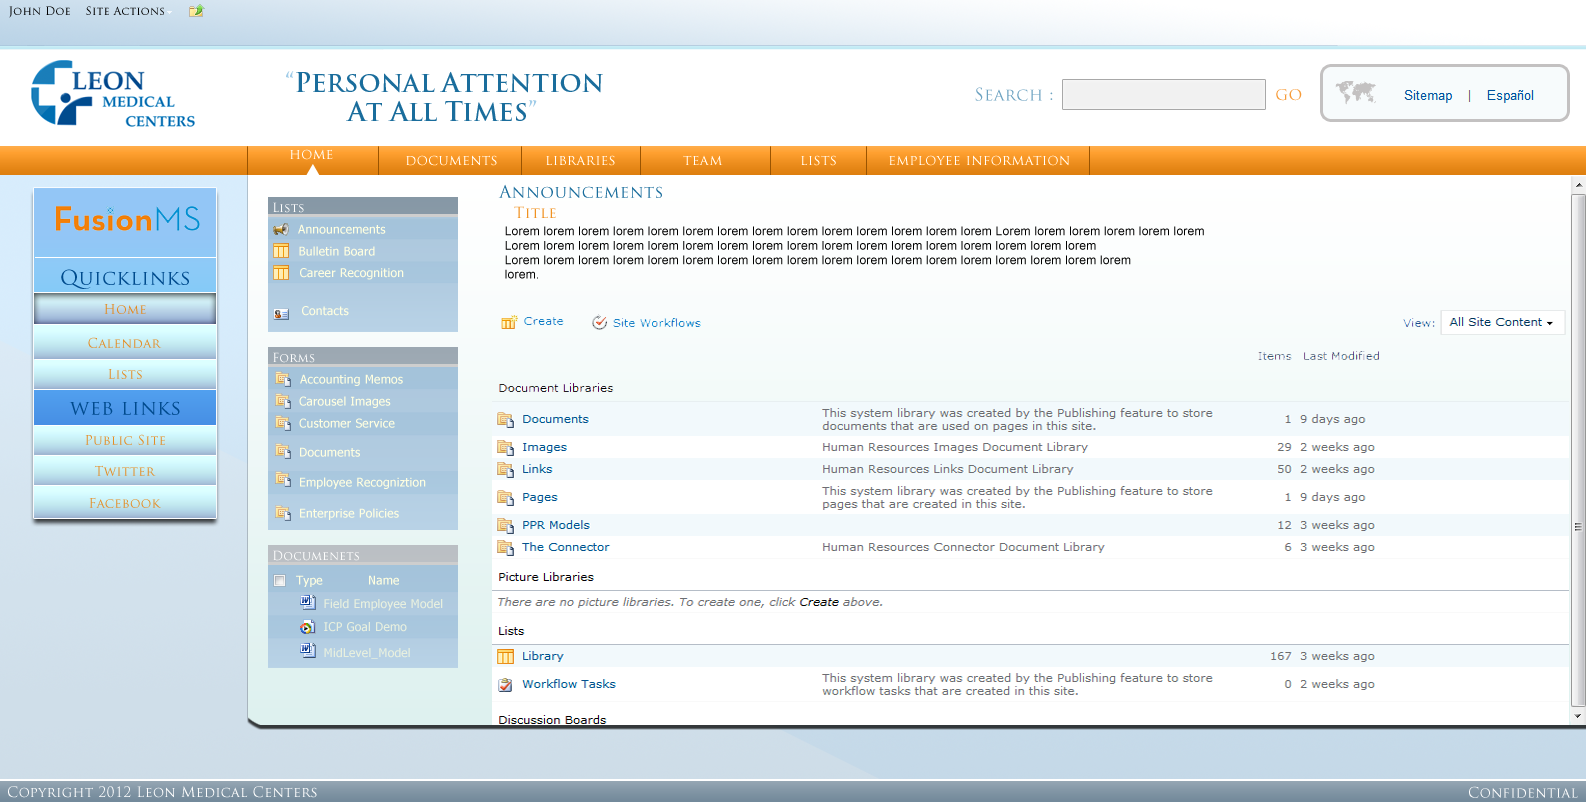 John Doe Site Actions
LEON
MEDICAL
CENTERS
“Personal Attention
At All Times”
Search :
GO
Sitemap | Español
HOME DOCUMENTS LIBRARIES TEAM LISTS EMPLOYEE INFORMATION
FusionMS
Quicklinks
Home
Calendar
Lists
WEB LINKS
Public Site
Twitter
Facebook
Lists
Announcements
Bulletin Board
Career Recognition
Contacts
Forms
Accounting Memos
Carousel Images
Customer Service
Documents
Employee Recogniztion
Enterprise Policies
Documenets
Type Name
Field Employee Model
ICP Goal Demo
MidLevel_Model
Announcements
Title
Lorem lorem lorem lorem lorem lorem lorem lorem lorem lorem lorem lorem lorem lorem Lorem lorem lorem lorem lorem lorem
Lorem lorem lorem lorem lorem lorem lorem lorem lorem lorem lorem lorem lorem lorem lorem lorem lorem
Lorem lorem lorem lorem lorem lorem lorem lorem lorem lorem lorem lorem lorem lorem lorem lorem lorem lorem
lorem.
Create Site Workflows View: All Site Content
Items Last Modified
Document Libraries
Documents This system library was created by the Publishing feature to store 1 9 days ago
documents that are used on pages in this site.
Images Human Resources Images Document Library 29 2 weeks ago
Links Human Resources Links Document Library 50 2 weeks ago
Pages This system library was created by the Publishing feature to store 1 9 days ago
pages that are created in this site.
PPR Models 12 3 weeks ago
The Connector Human Resources Connector Document Library 6 3 weeks ago
Picture Libraries
There are no picture libraries. To create one, click Create above.
Lists
Library 167 3 weeks ago
Workflow Tasks This system library was created by the Publishing feature to store 0 2 weeks ago
workflow tasks that are created in this site.
Discussion Boards
Copyright 2012 Leon Medical Centers Confidential